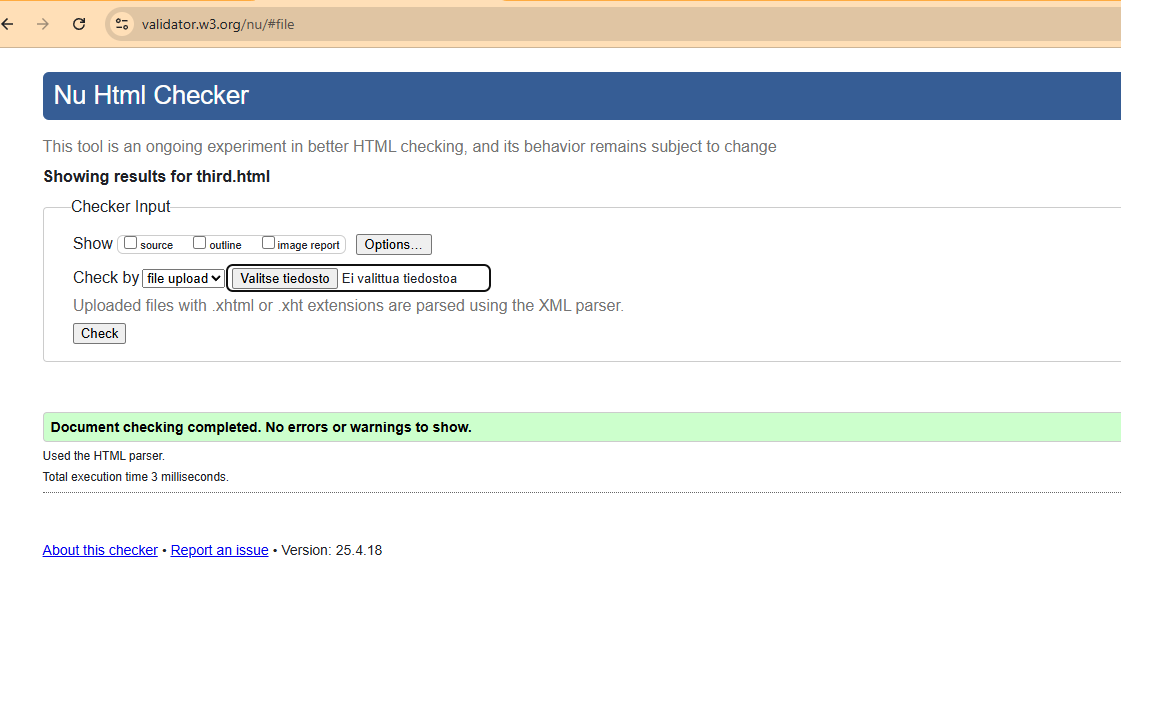 validator.w3.org/nu/#file
Nu Html Checker
This tool is an ongoing experiment in better HTML checking, and its behavior remains subject to change
Showing results for third.html
Checker Input
Show source outline image report Options...
Check by file upload Valitse tiedosto Ei valittua tiedostoa
Uploaded files with .xhtml or .xht extensions are parsed using the XML parser.
Check
Document checking completed. No errors or warnings to show.
Used the HTML parser.
Total execution time 3 milliseconds.
About this checker • Report an issue • Version: 25.4.18